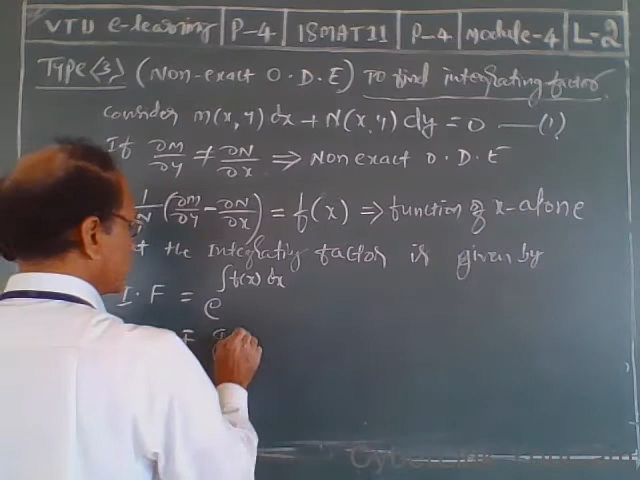 VTU e-learning P-4 18MAT11 P-4 Module-4 L-2
Type<3> (Non-exact O.D.E) To find integrating factor
consider M(x,y)dx + N(x,y)dy = 0 —(1)
If ∂M/∂y ≠ ∂N/∂x ⇒ Non exact O.D.E
1/N (∂M/∂y - ∂N/∂x) = f(x) ⇒ function of x-alone
the Integrating factor is given by
I.F = e^∫f(x)dx